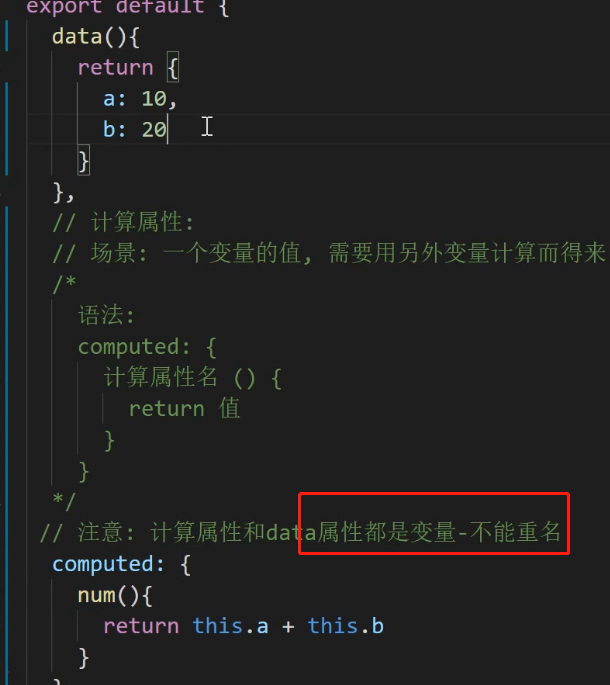 export default {
data(){
return {
a: 10,
b: 20
}
},
// 计算属性:
// 场景: 一个变量的值, 需要用另外变量计算而得来
/*
语法:
computed: {
计算属性名 () {
return 值
}
}
*/
// 注意: 计算属性和data属性都是变量-不能重名
computed: {
num(){
return this.a + this.b
}